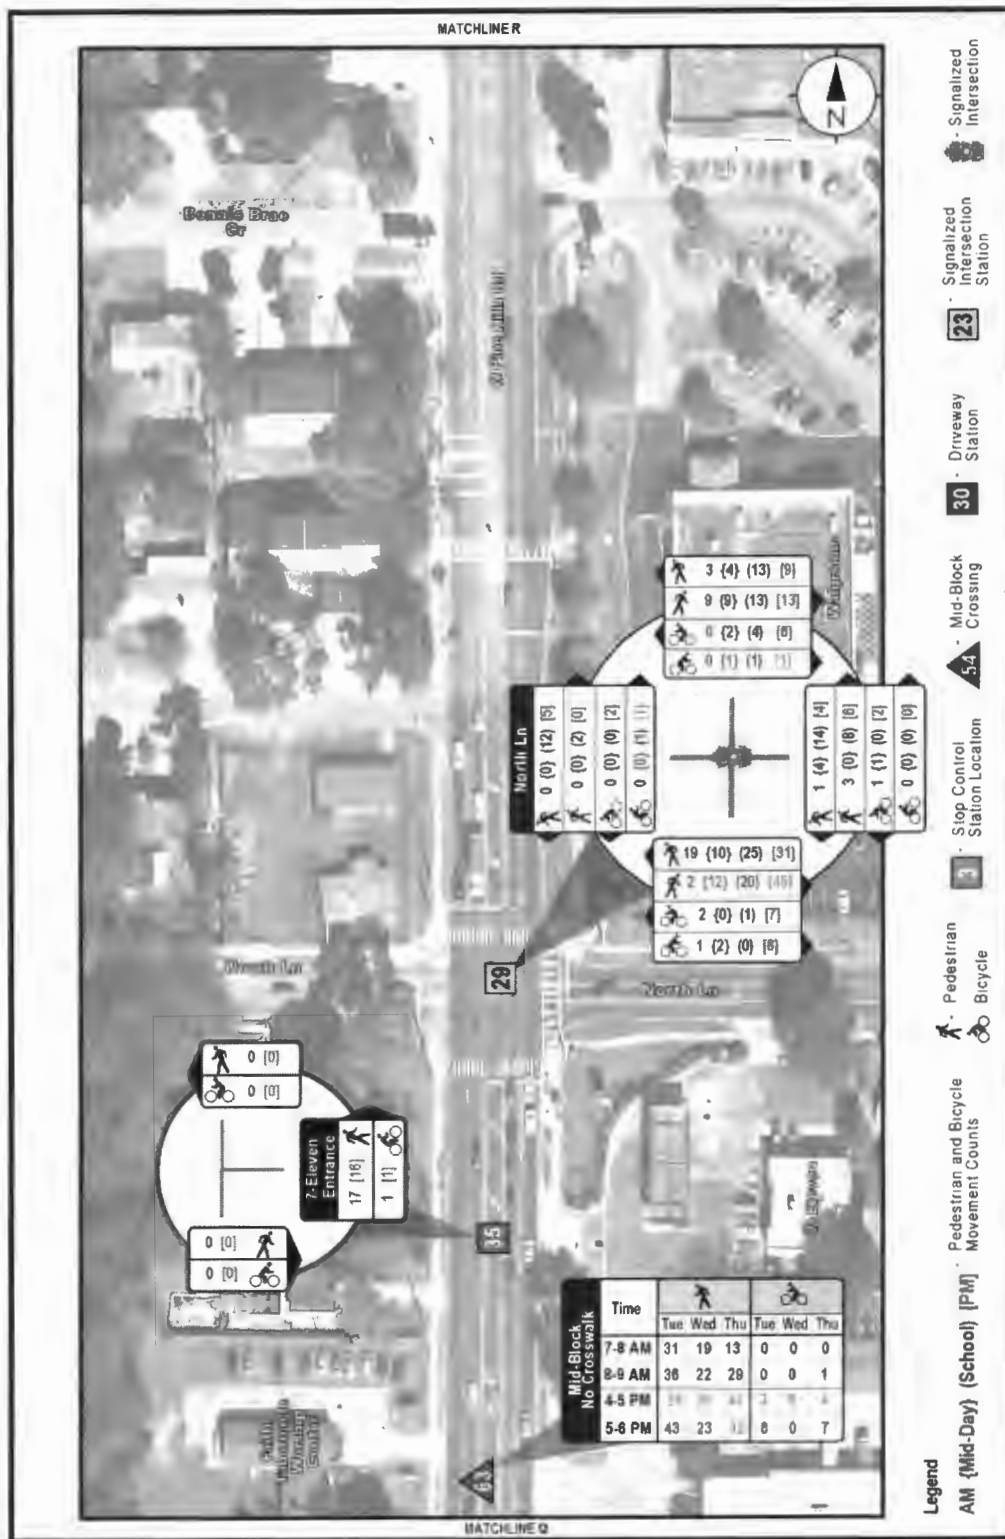 MATCHLINE R
N
North Ln
0 {0} (12) [5]
0 {0} (2) [0]
0 {0} (0) [2]
0 {0} (1)
3 {4} (13) [9]
9 {9} (13) [13]
{2} (4)
0 {1} (1)
19 {10} (25) [31]
2 {12} (20)
2 {0} (1) [7]
1 {2} (0) [6]
1 {4} (14) [4]
3 {0} (8) [6]
1 {1} (0) [2]
0 {0} (0) [0]
29
North Ln
North Ln
7-Eleven
Entrance
17 [16]
1 [1]
0 [0]
0 [0]
0 [0]
0 [0]
35
Mid-Block
No Crosswalk
Time
Tue Wed Thu Tue Wed Thu
7-8 AM 31 19 13 0 0 0
8-9 AM 36 22 29 0 0 1
4-5 PM
5-6 PM 43 23 6 0 7
MATCHLINE Q
Legend
AM {Mid-Day} (School) [PM] - Pedestrian and Bicycle
Movement Counts
- Pedestrian
Bicycle
3 - Stop Control
Station Location
54 - Mid-Block
Crossing
30 - Driveway
Station
23 - Signalized
Intersection
Station
- Signalized
Intersection